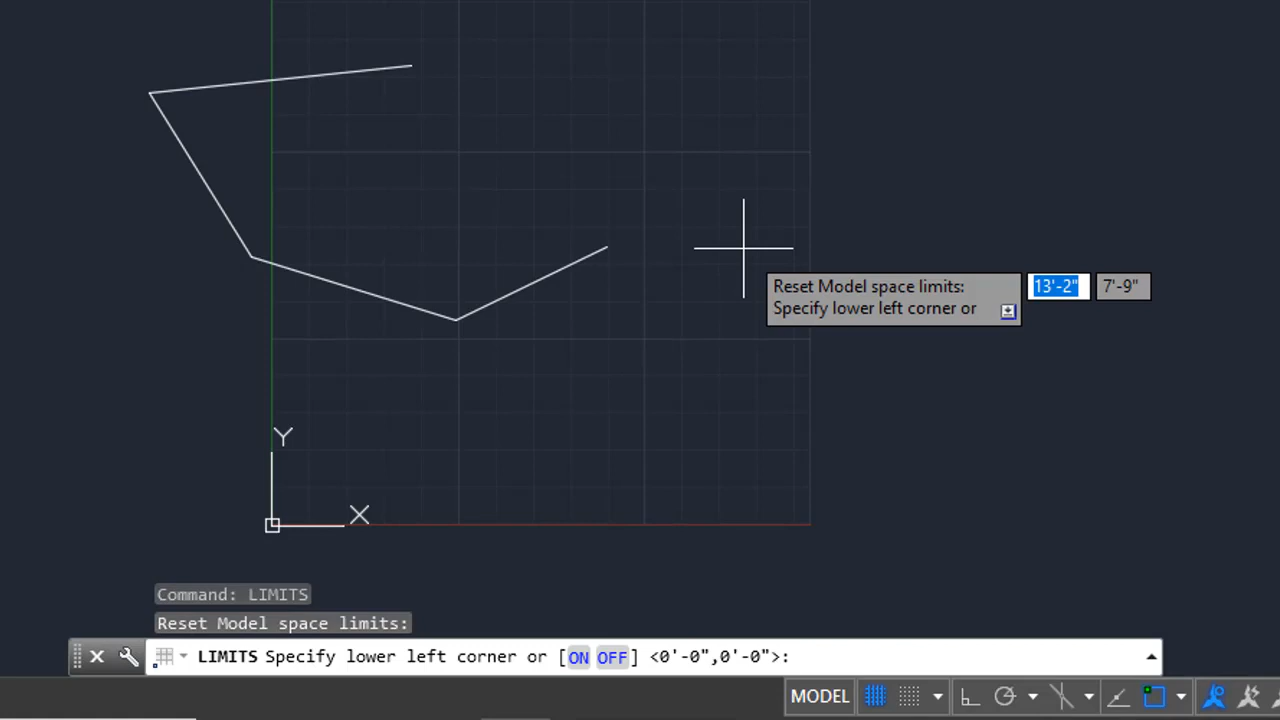 Reset Model space limits: 13'-2" 7'-9"
Specify lower left corner or
Y
X
Command: LIMITS
Reset Model space limits:
LIMITS Specify lower left corner or [ON OFF] <0'-0",0'-0">:
MODEL